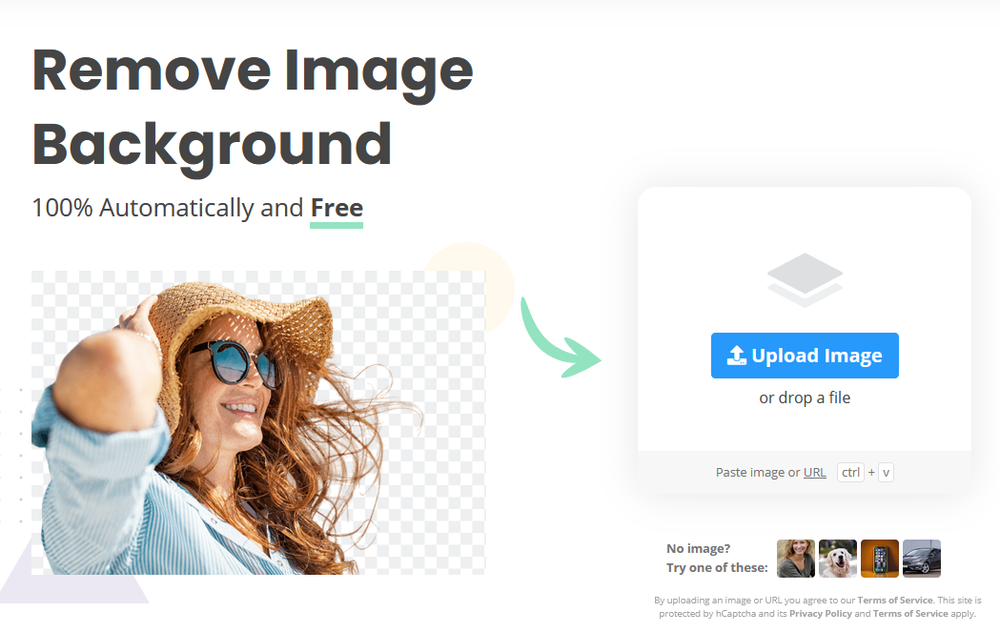 Remove Image
Background
100% Automatically and Free
Upload Image
or drop a file
Paste image or URL ctrl + v
No image?
Try one of these:
By uploading an image or URL you agree to our Terms of Service. This site is
protected by hCaptcha and its Privacy Policy and Terms of Service apply.